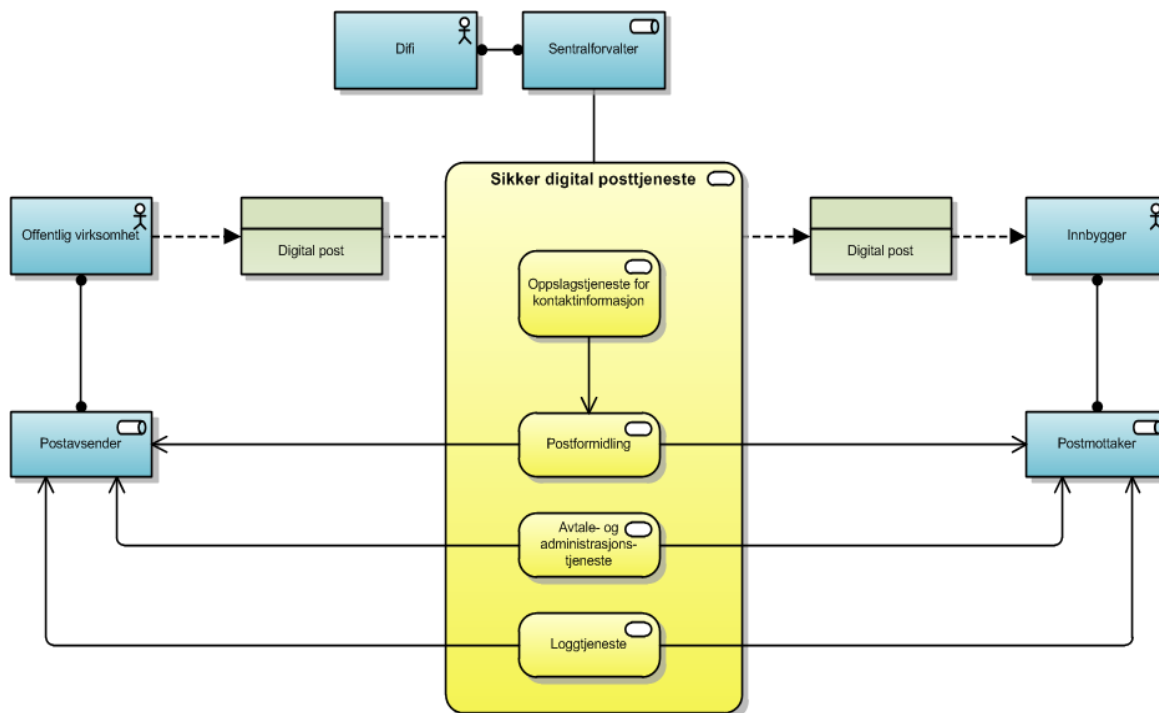 Difi
Sentralforvalter
Sikker digital posttjeneste
Offentlig virksomhet
Digital post
Digital post
Innbygger
Oppslagstjeneste for
kontaktinformasjon
Postavsender
Postformidling
Postmottaker
Avtale- og
administrasjons-
tjeneste
Loggtjeneste